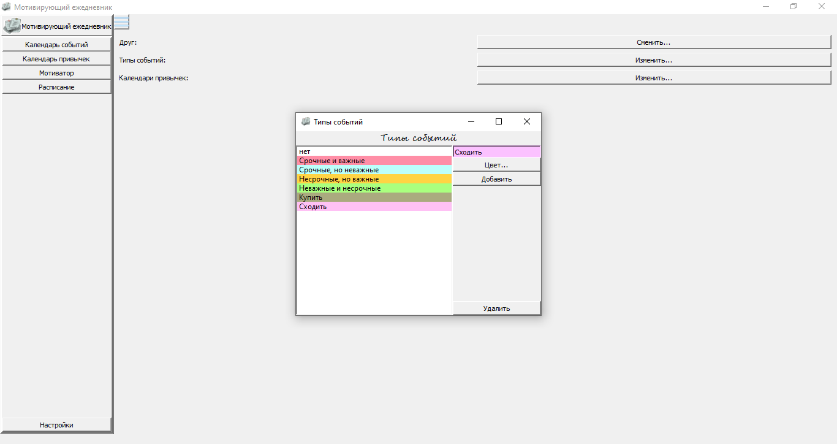 Мотивирующий ежедневник
Мотивирующий ежедневник
Календарь событий
Календарь привычек
Мотиватор
Расписание
Настройки
Друг:
Сменить...
Типы событий:
Изменить...
Календари привычек:
Изменить...
Типы событий
Типы событий
нет
Срочные и важные
Срочные, но неважные
Несрочные, но важные
Неважные и несрочные
Купить
Сходить
Сходить
Цвет...
Добавить
Удалить